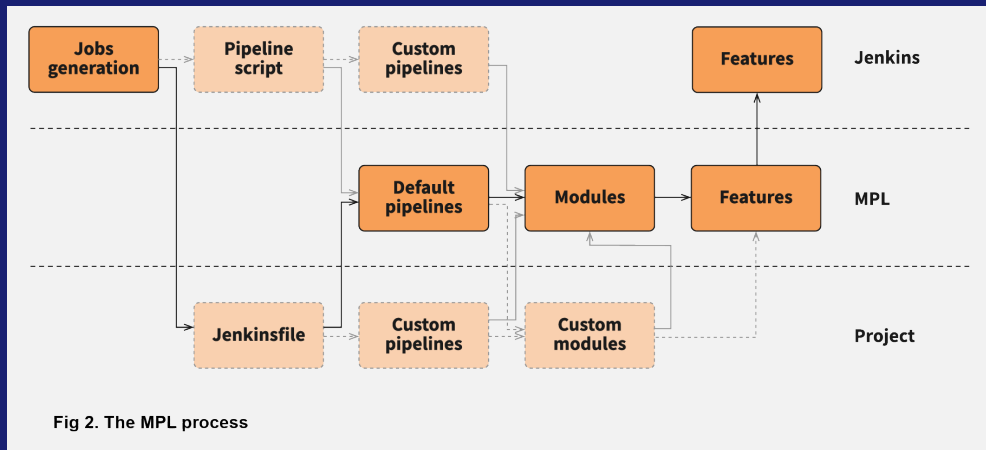 Jobs
generation
Pipeline
script
Custom
pipelines
Features
Jenkins
Default
pipelines
Modules
Features
MPL
Jenkinsfile
Custom
pipelines
Custom
modules
Project
Fig 2. The MPL process